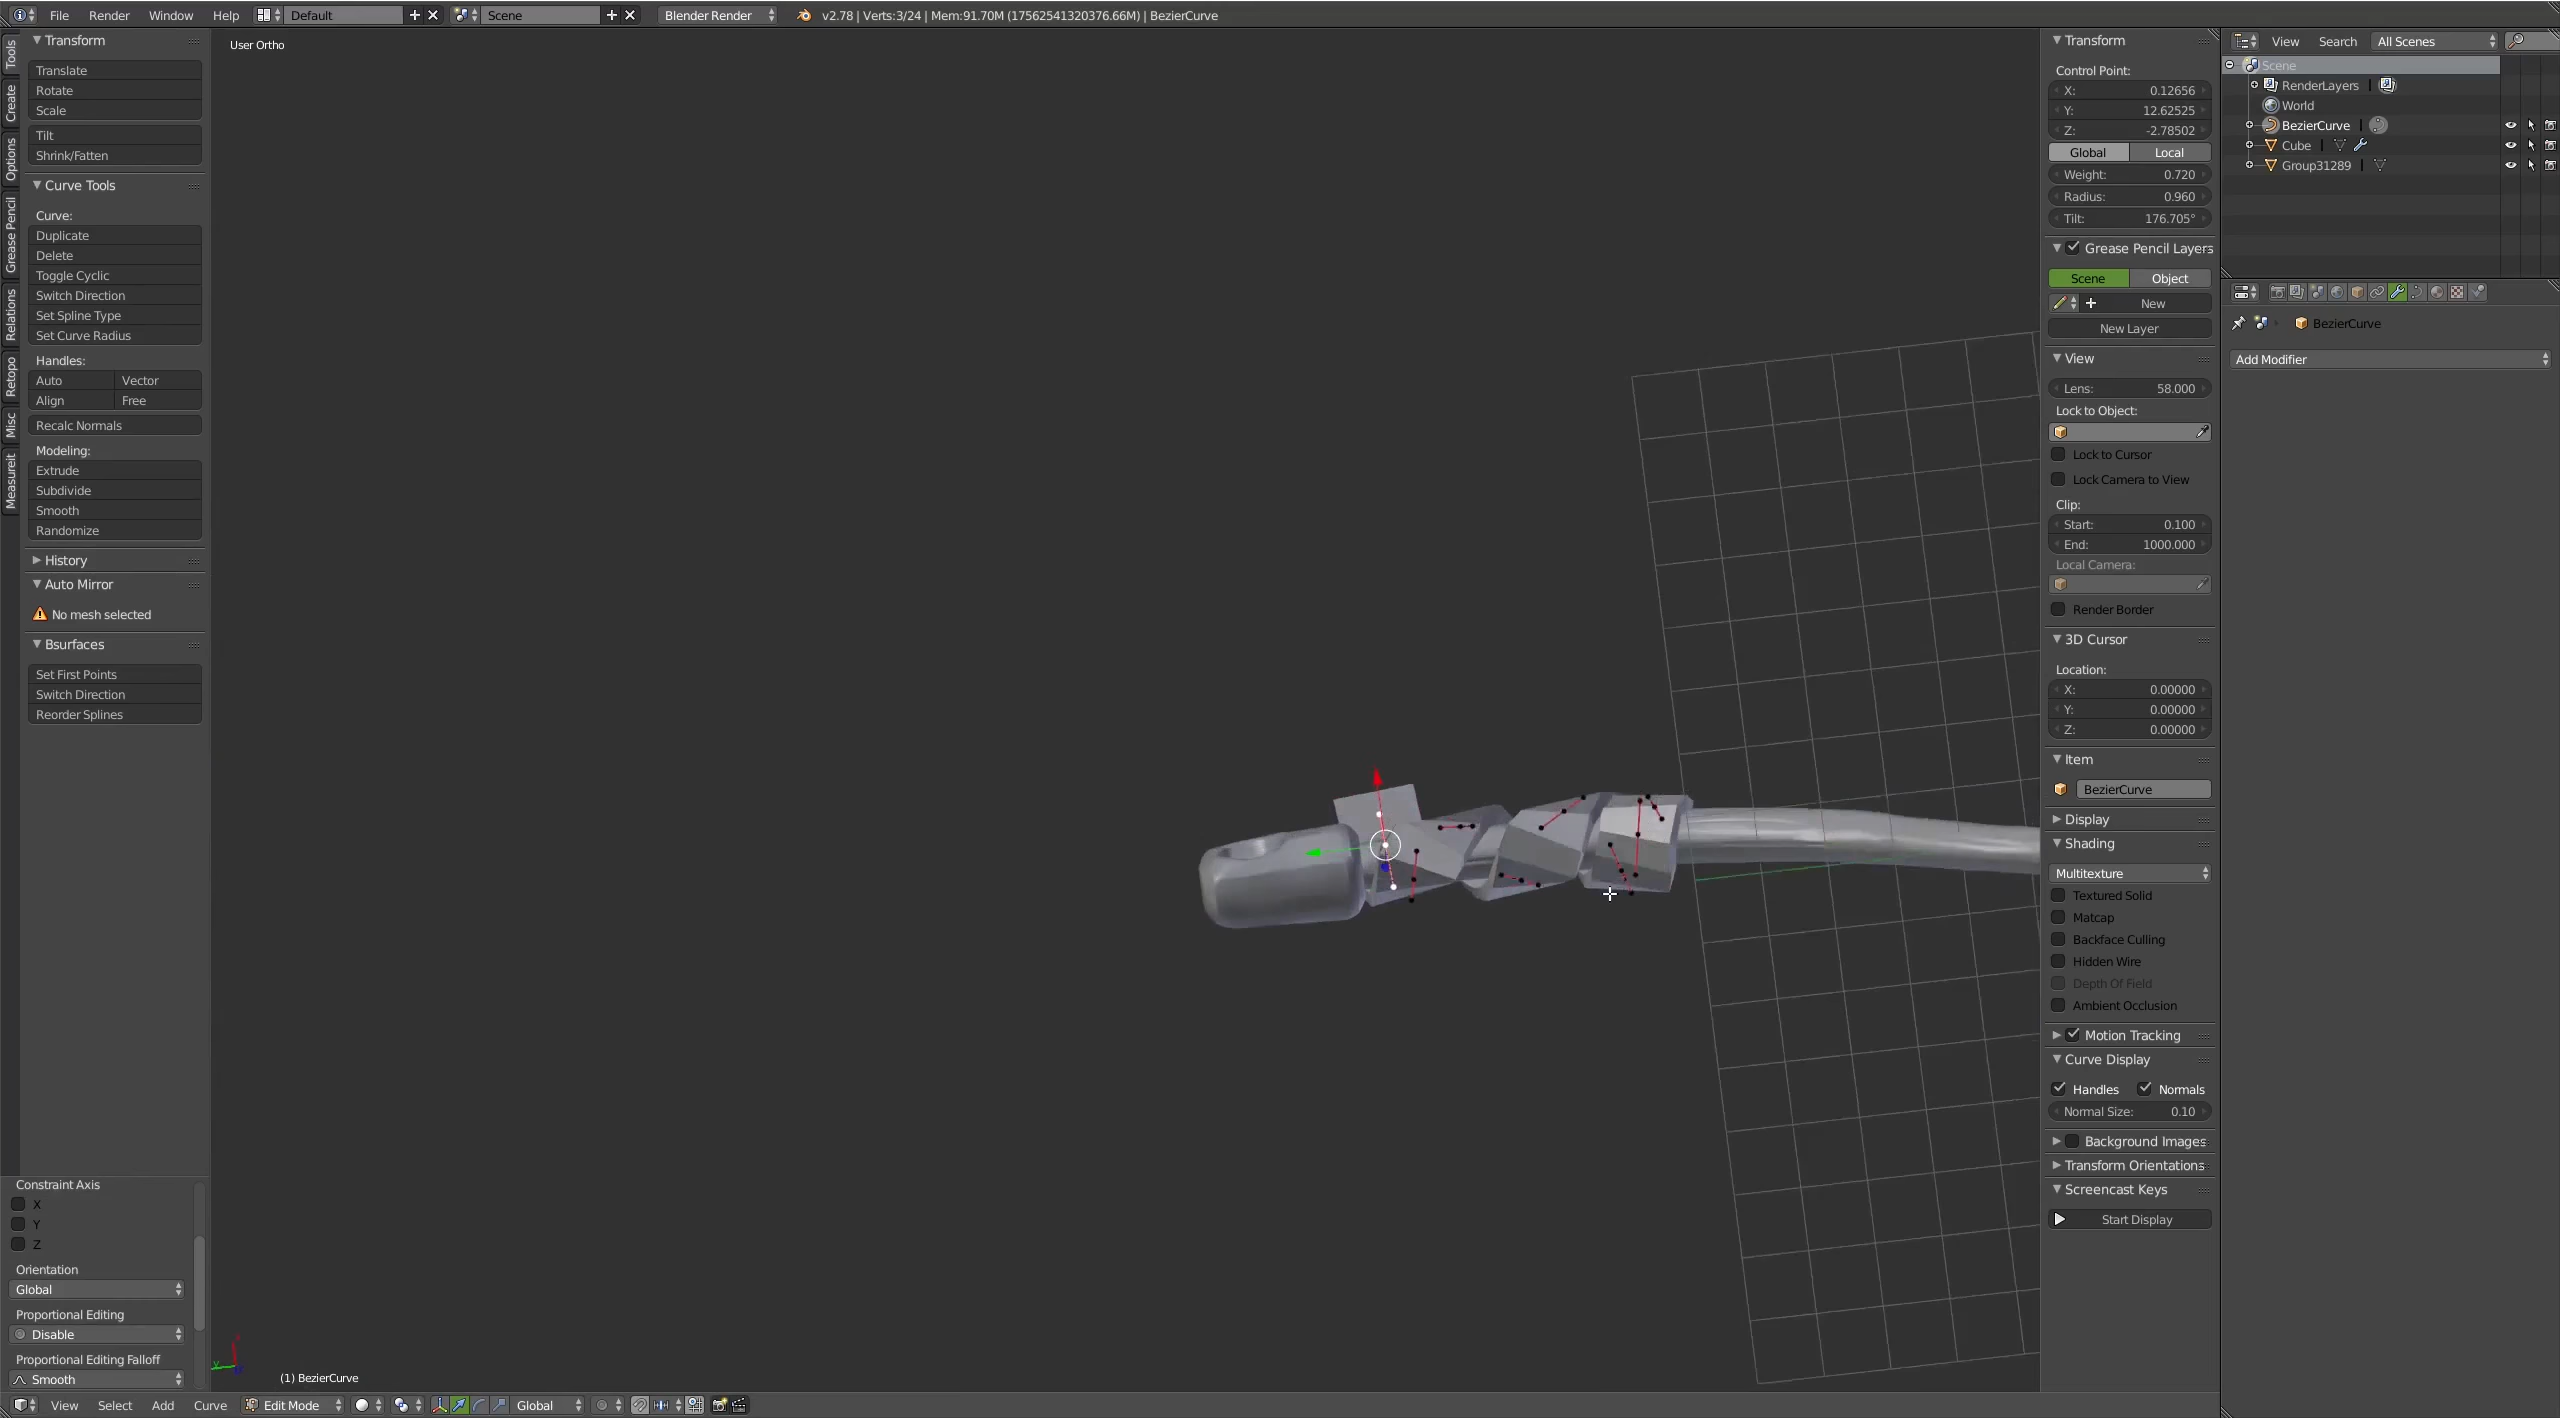 File Render Window Help Default Scene Blender Render v2.78 | Verts:3/24 | Mem:91.70M (17562541320376.66M) | BezierCurve
Tools
Create
Options
Grease Pencil
Relations
Retopo
Misc
Measureit
Transform
Translate
Rotate
Scale
Tilt
Shrink/Fatten
Curve Tools
Curve:
Duplicate
Delete
Toggle Cyclic
Switch Direction
Set Spline Type
Set Curve Radius
Handles:
Auto Vector
Align Free
Recalc Normals
Modeling:
Extrude
Subdivide
Smooth
Randomize
History
Auto Mirror
No mesh selected
Bsurfaces
Set First Points
Switch Direction
Reorder Splines
Constraint Axis
X
Y
Z
Orientation
Global
Proportional Editing
Disable
Proportional Editing Falloff
Smooth
User Ortho
(1) BezierCurve
View Select Add Curve Edit Mode Global
Transform
Control Point:
X: 0.12656
Y: 12.62525
Z: -2.78502
Global Local
Weight: 0.720
Radius: 0.960
Tilt: 176.705°
Grease Pencil Layers
Scene Object
New
New Layer
View
Lens: 58.000
Lock to Object:
Lock to Cursor
Lock Camera to View
Clip:
Start: 0.100
End: 1000.000
Local Camera:
Render Border
3D Cursor
Location:
X: 0.00000
Y: 0.00000
Z: 0.00000
Item
BezierCurve
Display
Shading
Multitexture
Textured Solid
Matcap
Backface Culling
Hidden Wire
Depth Of Field
Ambient Occlusion
Motion Tracking
Curve Display
Handles Normals
Normal Size: 0.10
Background Images
Transform Orientations
Screencast Keys
Start Display
View Search All Scenes
Scene
RenderLayers
World
BezierCurve
Cube
Group31289
BezierCurve
Add Modifier